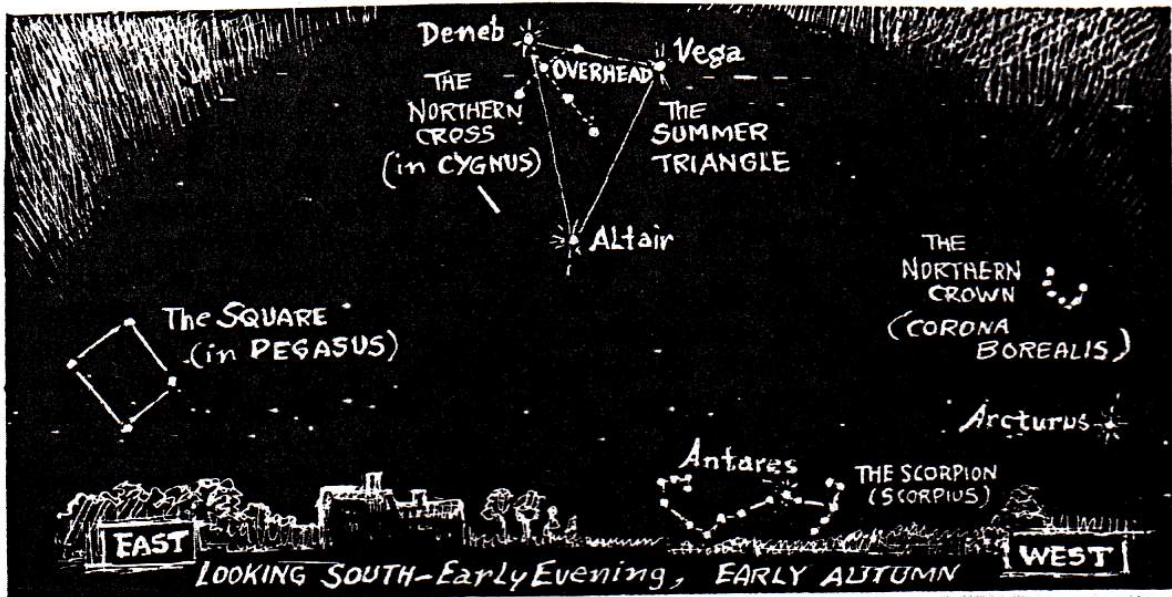 Deneb
Vega
OVERHEAD
THE
NORTHERN
CROSS
(in CYGNUS)
The
SUMMER
TRIANGLE
ALtair
THE
NORTHERN
CROWN
(CORONA
BOREALIS)
The SQUARE
(in PEGASUS)
Arcturus
Antares
THE SCORPION
(SCORPIUS)
EAST
WEST
LOOKING SOUTH-Early Evening, EARLY AUTUMN